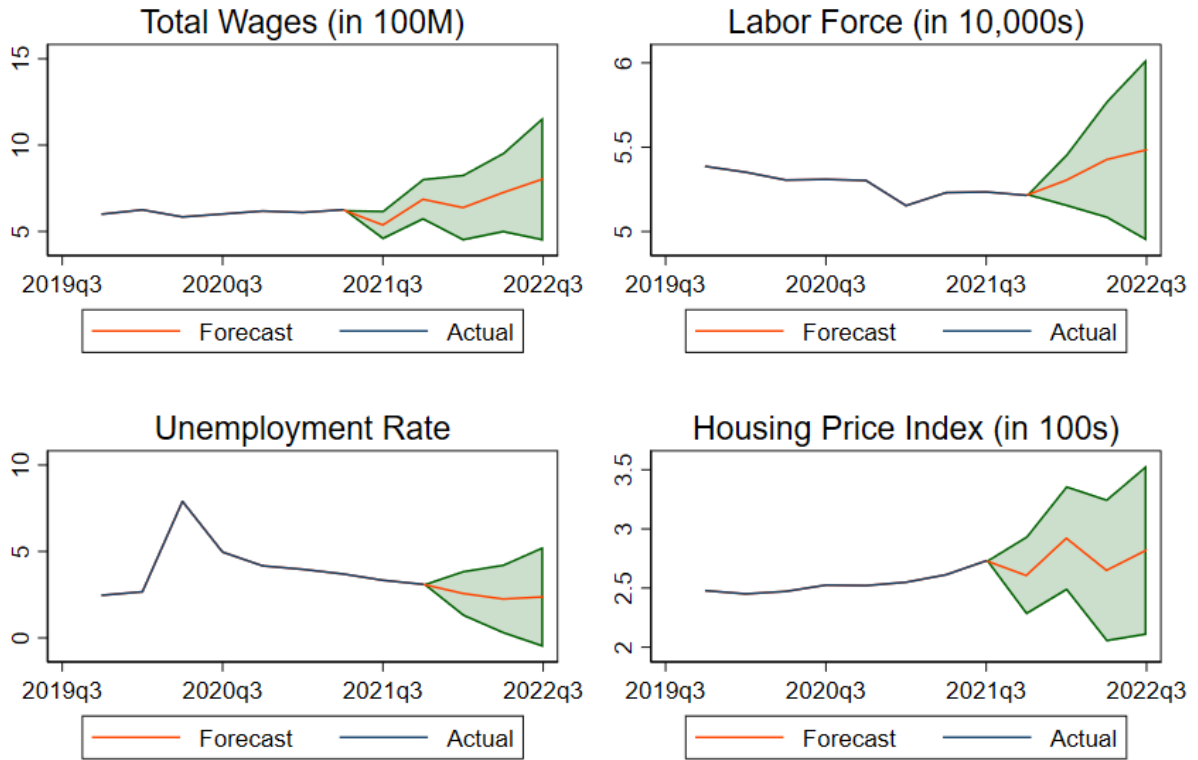 Total Wages (in 100M)
15
10
5
2019q3 2020q3 2021q3 2022q3
Forecast Actual
Labor Force (in 10,000s)
6
5.5
5
2019q3 2020q3 2021q3 2022q3
Forecast Actual
Unemployment Rate
10
5
0
2019q3 2020q3 2021q3 2022q3
Forecast Actual
Housing Price Index (in 100s)
3.5
3
2.5
2
2019q3 2020q3 2021q3 2022q3
Forecast Actual